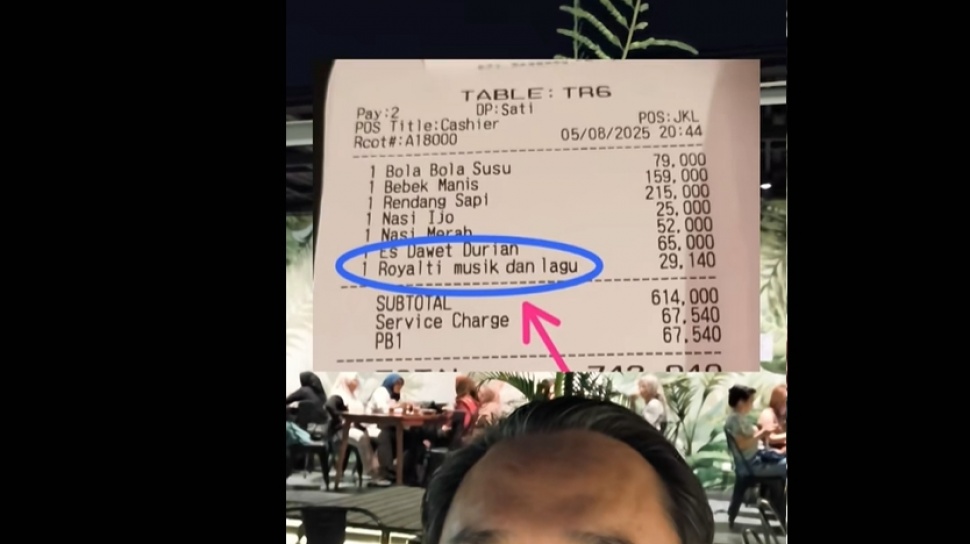 TABLE: TR6
Pay:2 DP:Sati
POS Title:Cashier POS:JKL
Rcot#:A18000 05/08/2025 20:44
1 Bola Bola Susu 79,000
1 Bebek Manis 159,000
1 Rendang Sapi 215,000
1 Nasi Ijo 25,000
1 Nasi Merah 52,000
1 Es Dawet Durian 65,000
1 Royalti musik dan lagu 29,140
SUBTOTAL 614,000
Service Charge 67,540
PB1 67,540